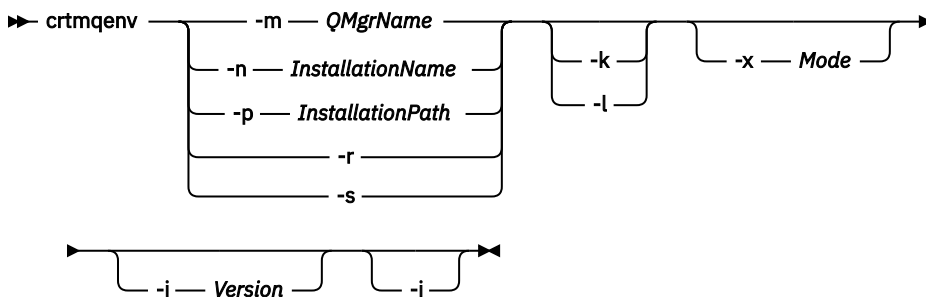 crtmqenv -m QMgrName -k -x Mode
-n InstallationName -l
-p InstallationPath
-r
-s
-i Version -i